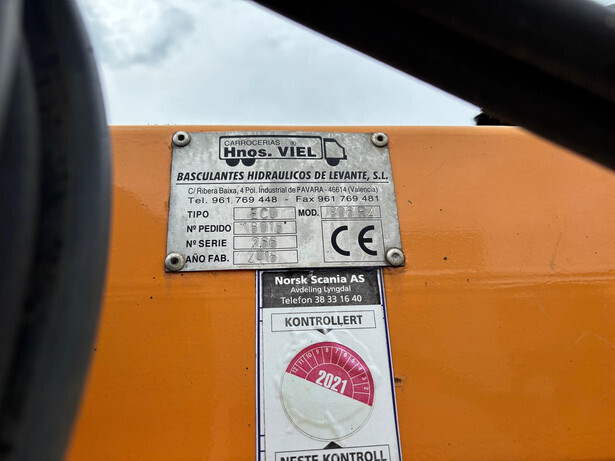 CARROCERIAS
Hnos. VIEL
BASCULANTES HIDRAULICOS DE LEVANTE, S.L.
C/ Ribera Baixa, 4 Pol. Industrial de FAVARA - 46614 (Valencia)
Tel. 961 769 448 - Fax 961 769 481
TIPO MOD.
Nº PEDIDO
Nº SERIE 266
AÑO FAB. 2016
CE
Norsk Scania AS
Avdeling Lyngdal
Telefon 38 33 16 40
KONTROLLERT
2021
NESTE KONTROLL